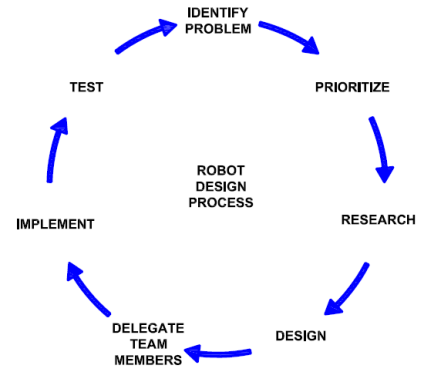 IDENTIFY
PROBLEM
PRIORITIZE
RESEARCH
DESIGN
DELEGATE
TEAM
MEMBERS
IMPLEMENT
TEST
ROBOT
DESIGN
PROCESS